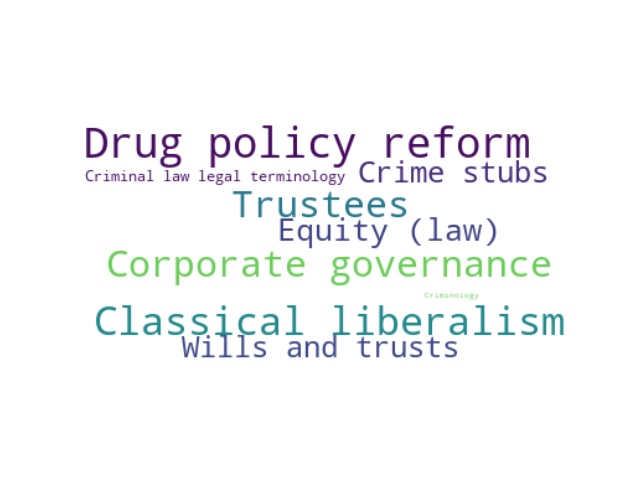 Drug policy reform
Criminal law legal terminology
Crime stubs
Trustees
Equity (law)
Corporate governance
Criminology
Classical liberalism
Wills and trusts